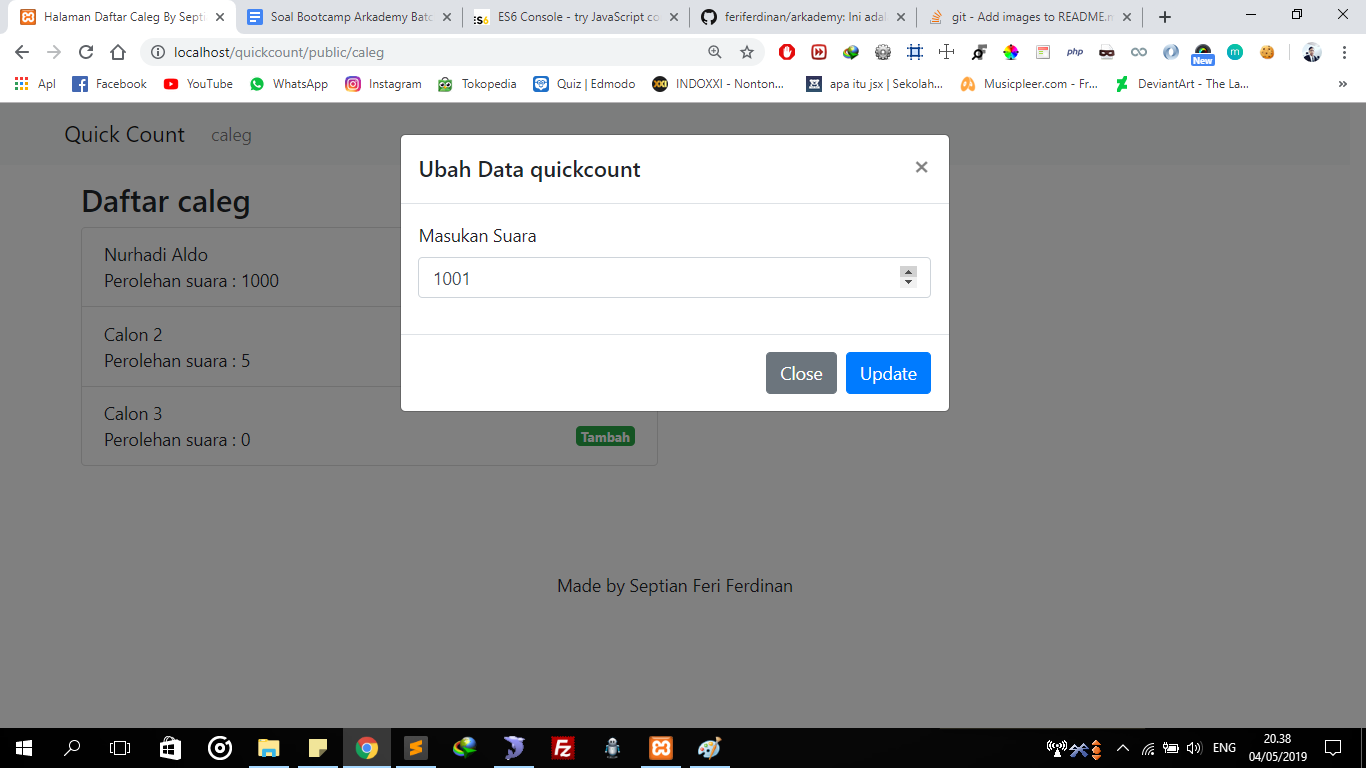 Halaman Daftar Caleg By Septi
Soal Bootcamp Arkademy Batc
ES6 Console - try JavaScript co
feriferdinan/arkademy: Ini adal
git - Add images to README.m
localhost/quickcount/public/caleg
php
New
m
Apl
Facebook
YouTube
WhatsApp
Instagram
Tokopedia
Quiz | Edmodo
INDOXXI - Nonton...
apa itu jsx | Sekolah...
Musicpleer.com - Fr...
DeviantArt - The La...
»
Quick Count
caleg
Ubah Data quickcount
×
Daftar caleg
Masukan Suara
1001
Nurhadi Aldo
Perolehan suara : 1000
Calon 2
Perolehan suara : 5
Close
Update
Calon 3
Perolehan suara : 0
Tambah
Made by Septian Feri Ferdinan
ENG
20.38
04/05/2019